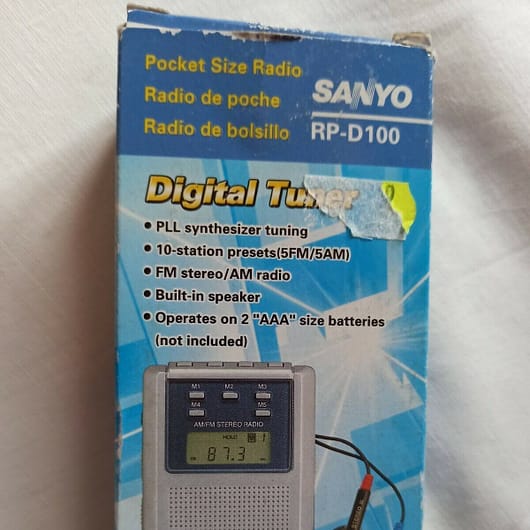 Pocket Size Radio
Radio de poche
Radio de bolsillo
SANYO
RP-D100
Digital Tuner
• PLL synthesizer tuning
• 10-station presets(5FM/5AM)
• FM stereo/AM radio
• Built-in speaker
• Operates on 2 "AAA" size batteries
(not included)
M1 M2 M3
M4 M5
AM/FM STEREO RADIO
HOLD 1
87.3
STEREO